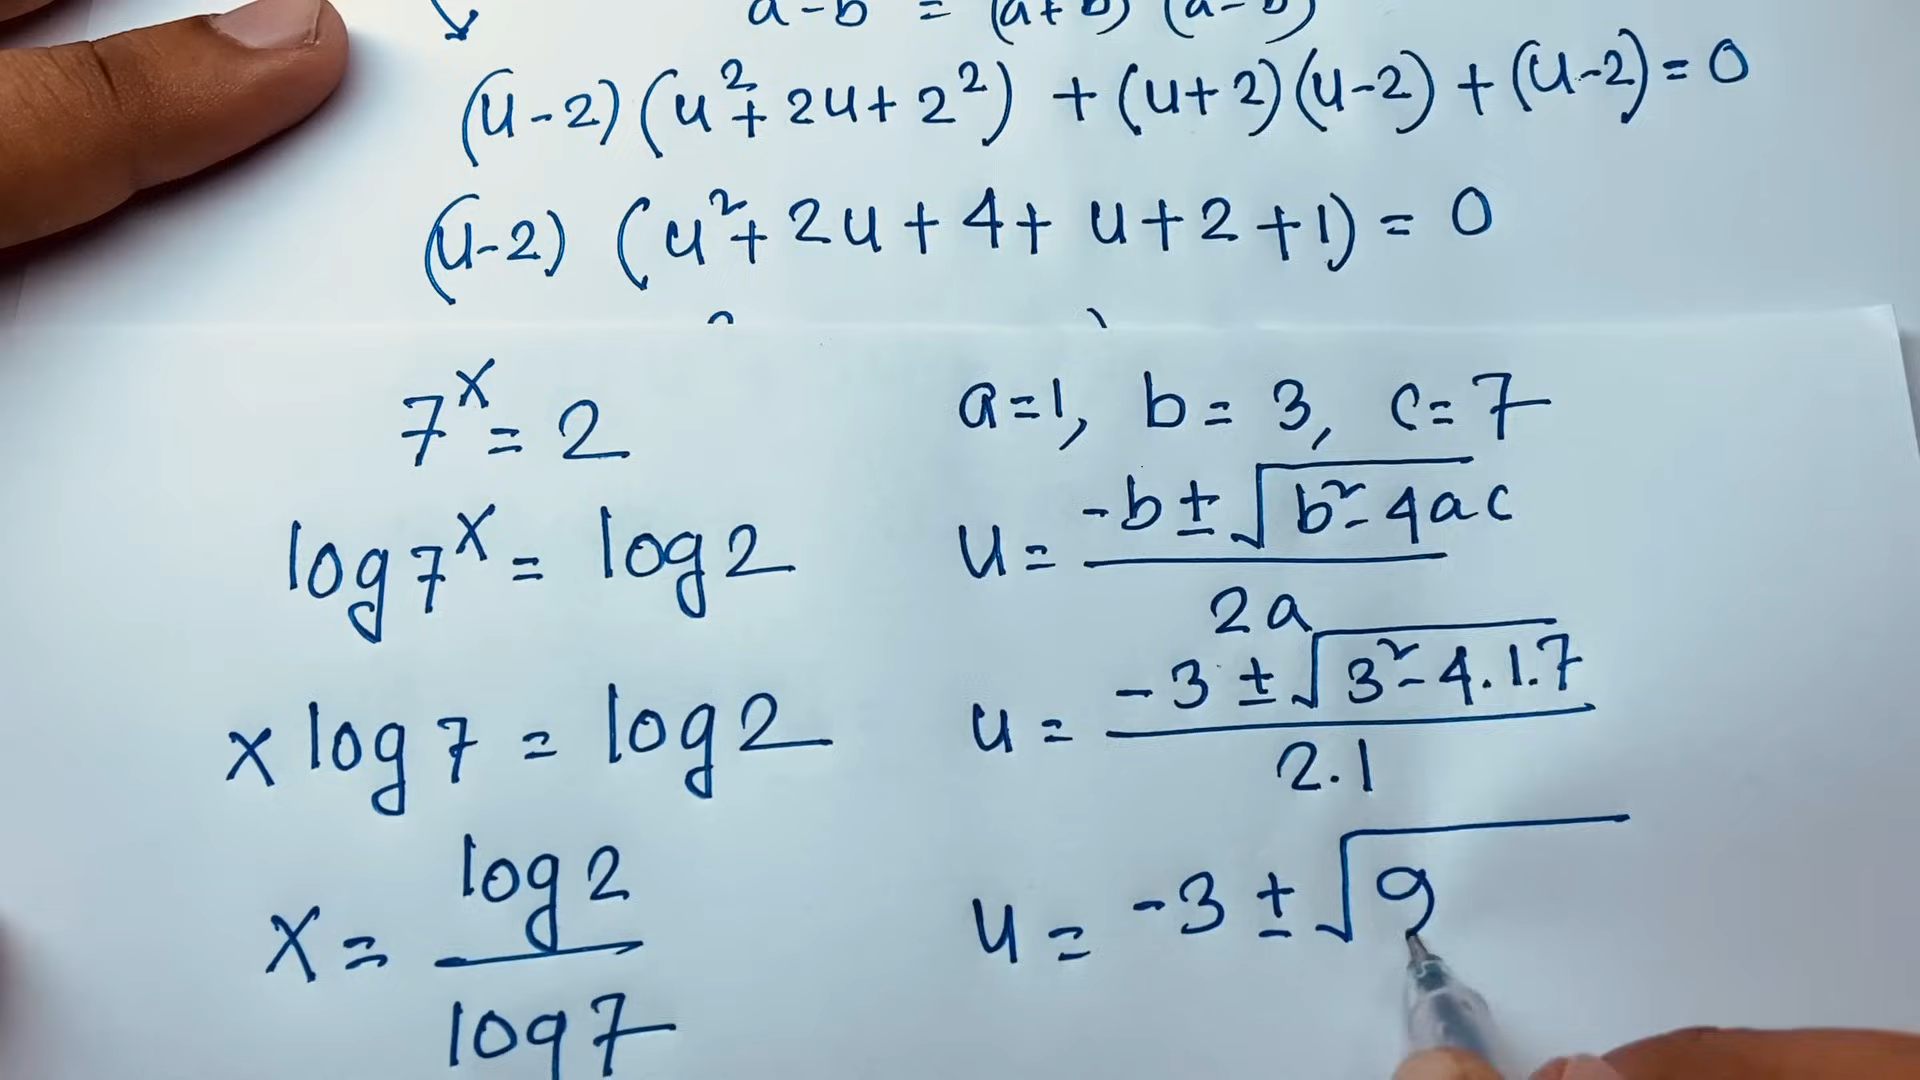 a-b = (a+b) (a-b)
(u-2)(u²+2u+2²) + (u+2)(u-2) + (u-2) = 0
(u-2) (u²+2u+4+u+2+1) = 0
7ˣ = 2
log 7ˣ = log 2
x log 7 = log 2
x = log 2 / log 7
a=1, b= 3, c= 7
u = -b ± √b²-4ac / 2a
u = -3 ± √3²-4.1.7 / 2.1
u = -3 ± √9